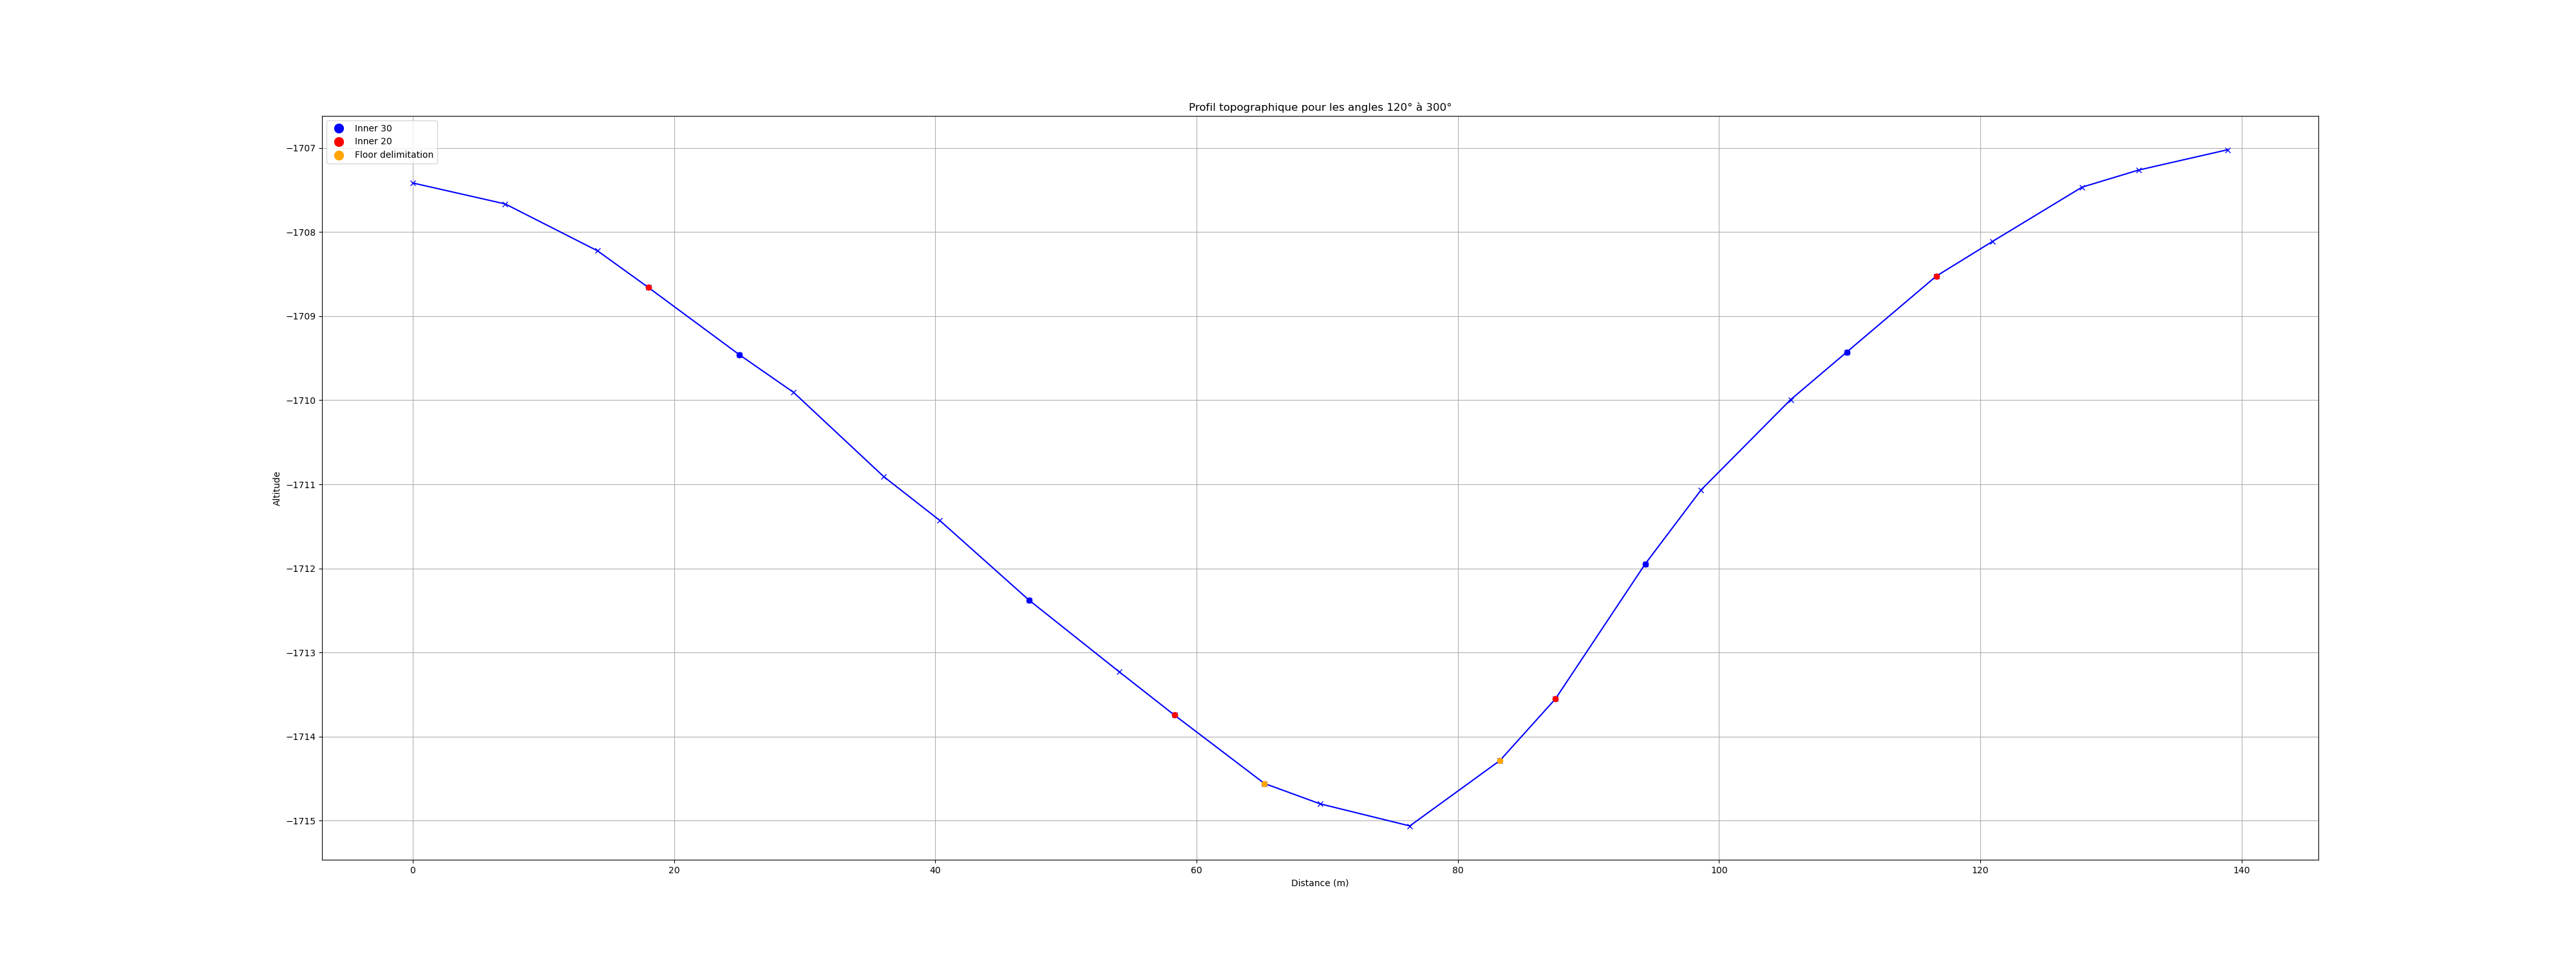 Profil topographique pour les angles 120° à 300°
Inner 30
Inner 20
Floor delimitation
−1707
−1708
−1709
−1710
−1711
−1712
−1713
−1714
−1715
Altitude
0 20 40 60 80 100 120 140
Distance (m)